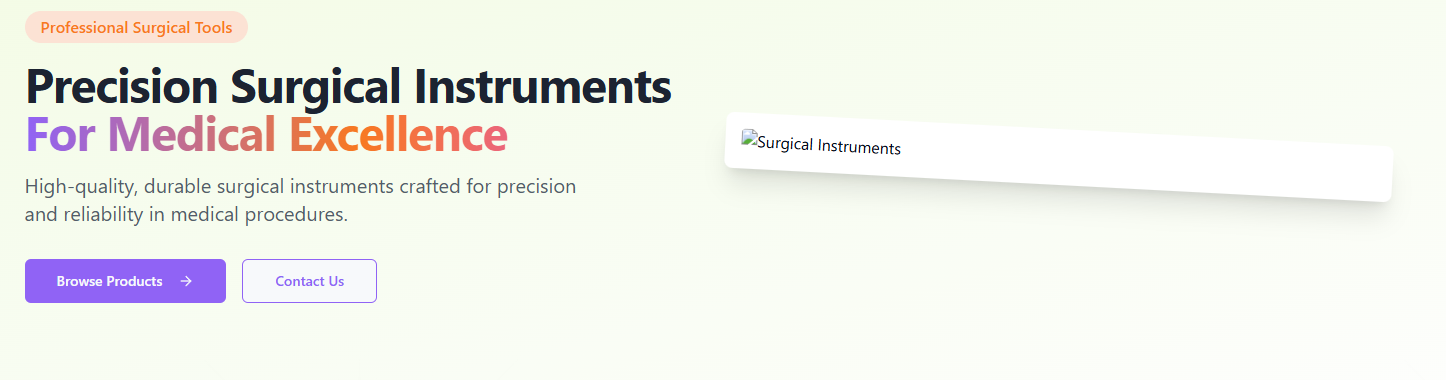 Professional Surgical Tools
Precision Surgical Instruments
For Medical Excellence
High-quality, durable surgical instruments crafted for precision
and reliability in medical procedures.
Browse Products
Contact Us
Surgical Instruments